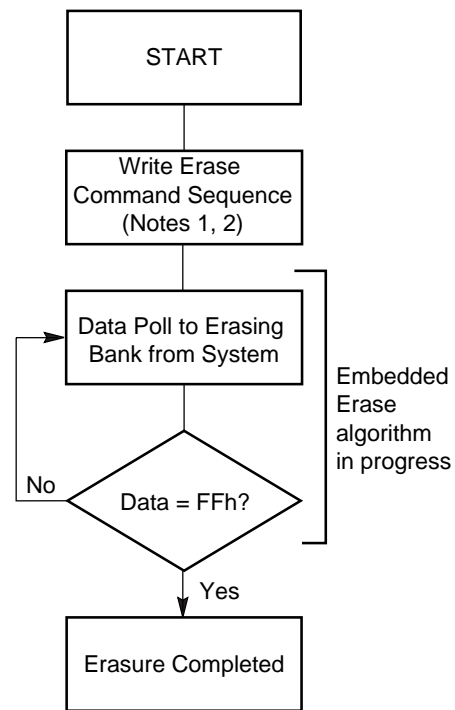 START
Write Erase
Command Sequence
(Notes 1, 2)
Data Poll to Erasing
Bank from System
Embedded
Erase
algorithm
in progress
No
Data = FFh?
Yes
Erasure Completed